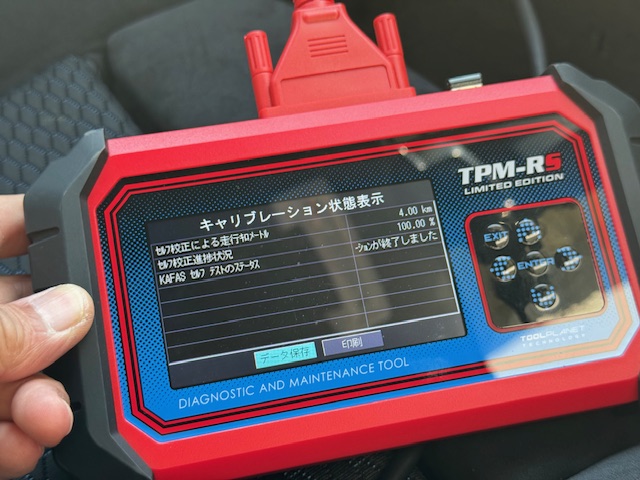 TPM-R5
LIMITED EDITION
キャリブレーション状態表示
ｾﾙﾌ校正による走行ｷﾛﾒｰﾄﾙ 4.00 km
ｾﾙﾌ校正進捗状況 100.00 %
KAFAS ｾﾙﾌ ﾃｽﾄのｽﾃｰﾀｽ ｰｼｮﾝが終了しました
データ保存 印刷
EXIT
ENTER
TOOLPLANET
TECHNOLOGY
DIAGNOSTIC AND MAINTENANCE TOOL